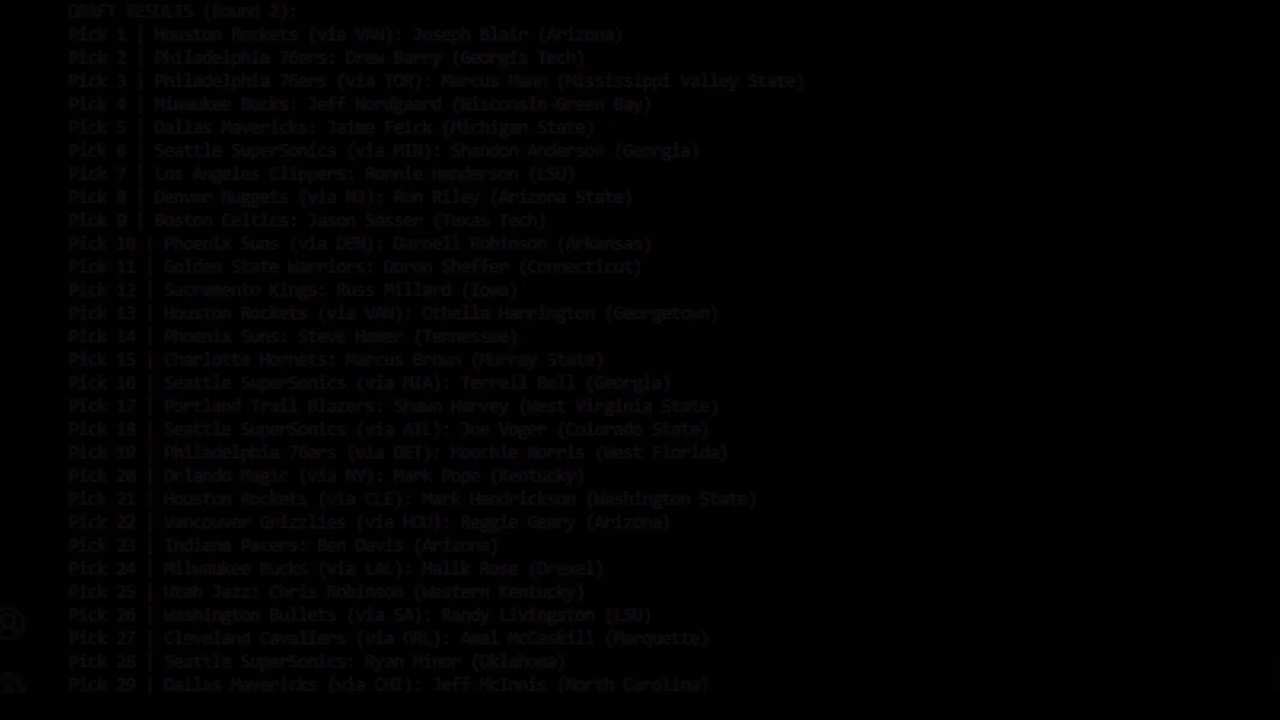 DRAFT RESULTS (Round 2):
Pick 1 | Houston Rockets (via VAN): Joseph Blair (Arizona)
Pick 2 | Philadelphia 76ers: Drew Barry (Georgia Tech)
Pick 3 | Philadelphia 76ers (via TOR): Marcus Mann (Mississippi Valley State)
Pick 4 | Miwaukee Bucks: Jeff Nordgaard (Wisconsin-Green Bay)
Pick 5 | Dallas Mavericks: Jaime Feick (Michigan State)
Pick 6 | Seattle SuperSonics (via MIN): Shandon Anderson (Georgia)
Pick 7 | Los Angeles Clippers: Ronnie Henderson (LSU)
Pick 8 | Denver Nuggets (via NJ): Ron Riley (Arizona State)
Pick 9 | Boston Celtics: Jason Sasser (Texas Tech)
Pick 10 | Phoenix Suns (via DEN): Darnell Robinson (Arkansas)
Pick 11 | Golden State Warriors: Doron Sheffer (Connecticut)
Pick 12 | Sacramento Kings: Russ Millard (Iowa)
Pick 13 | Houston Rockets (via VAN): Othella Harrington (Georgetown)
Pick 14 | Phoenix Suns: Steve Hamer (Tennessee)
Pick 15 | Charlotte Hornets: Marcus Brown (Murray State)
Pick 16 | Seattle SuperSonics (via MIA): Terrell Bell (Georgia)
Pick 17 | Portland Trail Blazers: Shawn Harvey (West Virginia State)
Pick 18 | Seattle SuperSonics (via ATL): Joe Voger (Colorado State)
Pick 19 | Philadelphia 76ers (via DET): Moochie Norris (West Florida)
Pick 20 | Orlando Magic (via NY): Mark Pope (Kentucky)
Pick 21 | Houston Rockets (via CLE): Mark Hendrickson (Washington State)
Pick 22 | Vancouver Grizzlies (via HOU): Reggie Geary (Arizona)
Pick 23 | Indiana Pacers: Ben Davis (Arizona)
Pick 24 | Milwaukee Bucks (via LAL): Malik Rose (Drexel)
Pick 25 | Utah Jazz: Chris Robinson (Western Kentucky)
Pick 26 | Washington Bullets (via SA): Randy Livingston (LSU)
Pick 27 | Cleveland Cavaliers (via ORL): Amal McCaskill (Marquette)
Pick 28 | Seattle SuperSonics: Ryan Minor (Oklahoma)
Pick 29 | Dallas Mavericks (via CHI): Jeff McInnis (North Carolina)